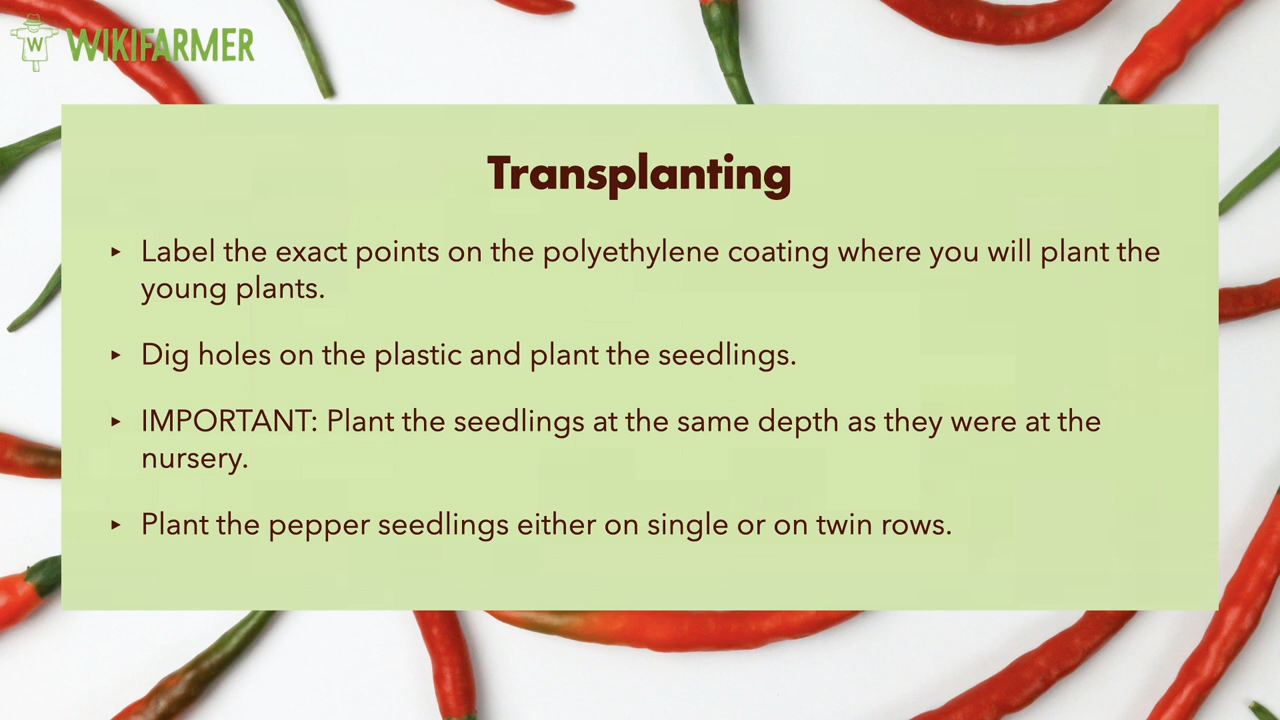 W WIKIFARMER
Transplanting
‣ Label the exact points on the polyethylene coating where you will plant the
young plants.
‣ Dig holes on the plastic and plant the seedlings.
‣ IMPORTANT: Plant the seedlings at the same depth as they were at the
nursery.
‣ Plant the pepper seedlings either on single or on twin rows.